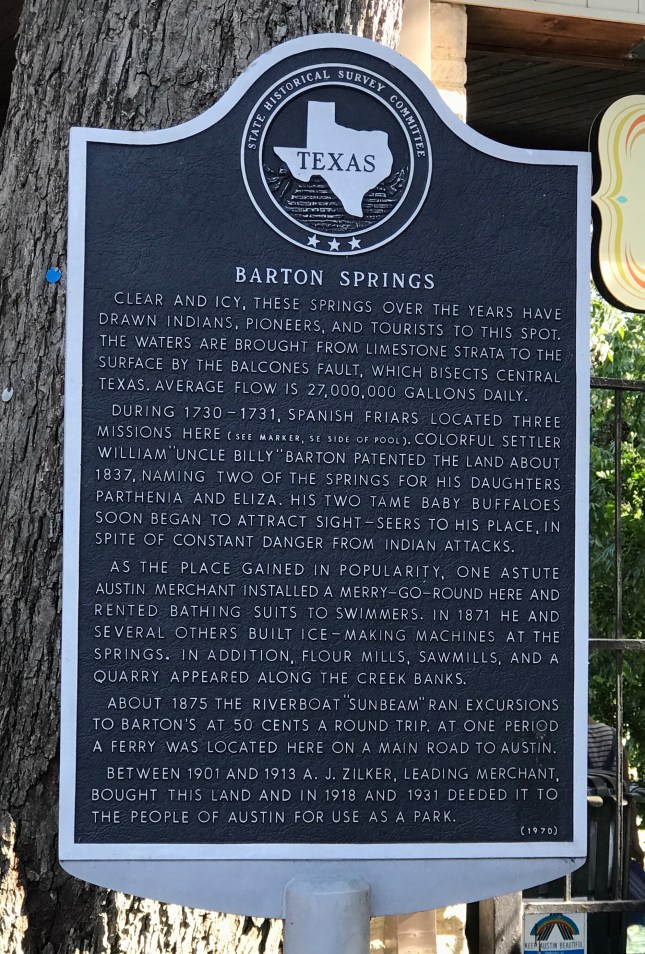 STATE HISTORICAL SURVEY COMMITTEE
TEXAS
BARTON SPRINGS
CLEAR AND ICY, THESE SPRINGS OVER THE YEARS HAVE
DRAWN INDIANS, PIONEERS, AND TOURISTS TO THIS SPOT.
THE WATERS ARE BROUGHT FROM LIMESTONE STRATA TO THE
SURFACE BY THE BALCONES FAULT, WHICH BISECTS CENTRAL
TEXAS. AVERAGE FLOW IS 27,000,000 GALLONS DAILY.
DURING 1730-1731, SPANISH FRIARS LOCATED THREE
MISSIONS HERE (SEE MARKER, SE SIDE OF POOL). COLORFUL SETTLER
WILLIAM "UNCLE BILLY" BARTON PATENTED THE LAND ABOUT
1837, NAMING TWO OF THE SPRINGS FOR HIS DAUGHTERS
PARTHENIA AND ELIZA. HIS TWO TAME BABY BUFFALOES
SOON BEGAN TO ATTRACT SIGHT-SEERS TO HIS PLACE, IN
SPITE OF CONSTANT DANGER FROM INDIAN ATTACKS.
AS THE PLACE GAINED IN POPULARITY, ONE ASTUTE
AUSTIN MERCHANT INSTALLED A MERRY-GO-ROUND HERE AND
RENTED BATHING SUITS TO SWIMMERS. IN 1871 HE AND
SEVERAL OTHERS BUILT ICE-MAKING MACHINES AT THE
SPRINGS. IN ADDITION, FLOUR MILLS, SAWMILLS, AND A
QUARRY APPEARED ALONG THE CREEK BANKS.
ABOUT 1875 THE RIVERBOAT "SUNBEAM" RAN EXCURSIONS
TO BARTON'S AT 50 CENTS A ROUND TRIP. AT ONE PERIOD
A FERRY WAS LOCATED HERE ON A MAIN ROAD TO AUSTIN.
BETWEEN 1901 AND 1913 A. J. ZILKER, LEADING MERCHANT,
BOUGHT THIS LAND AND IN 1918 AND 1931 DEEDED IT TO
THE PEOPLE OF AUSTIN FOR USE AS A PARK.
(1970)
KEEP AUSTIN BEAUTIFUL